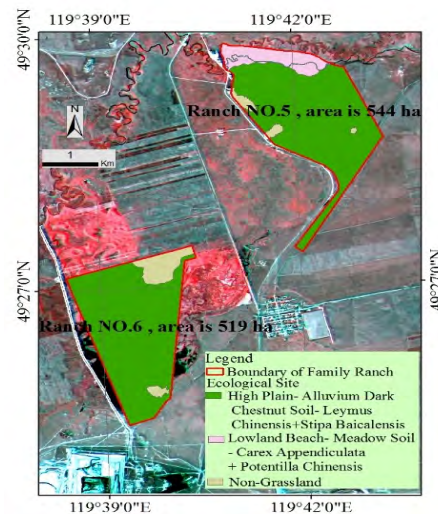 119°39'0"E 119°42'0"E
49°30'0"N
Ranch NO.5 , area is 544 ha
N
1
Km
49°27'0"N
49°27'0"N
Ranch NO.6 , area is 519 ha
Legend
Boundary of Family Ranch
Ecological Site
High Plain- Alluvium Dark
Chestnut Soil- Leymus
Chinensis+Stipa Baicalensis
Lowland Beach- Meadow Soil
- Carex Appendiculata
+ Potentilla Chinensis
Non-Grassland
119°39'0"E 119°42'0"E